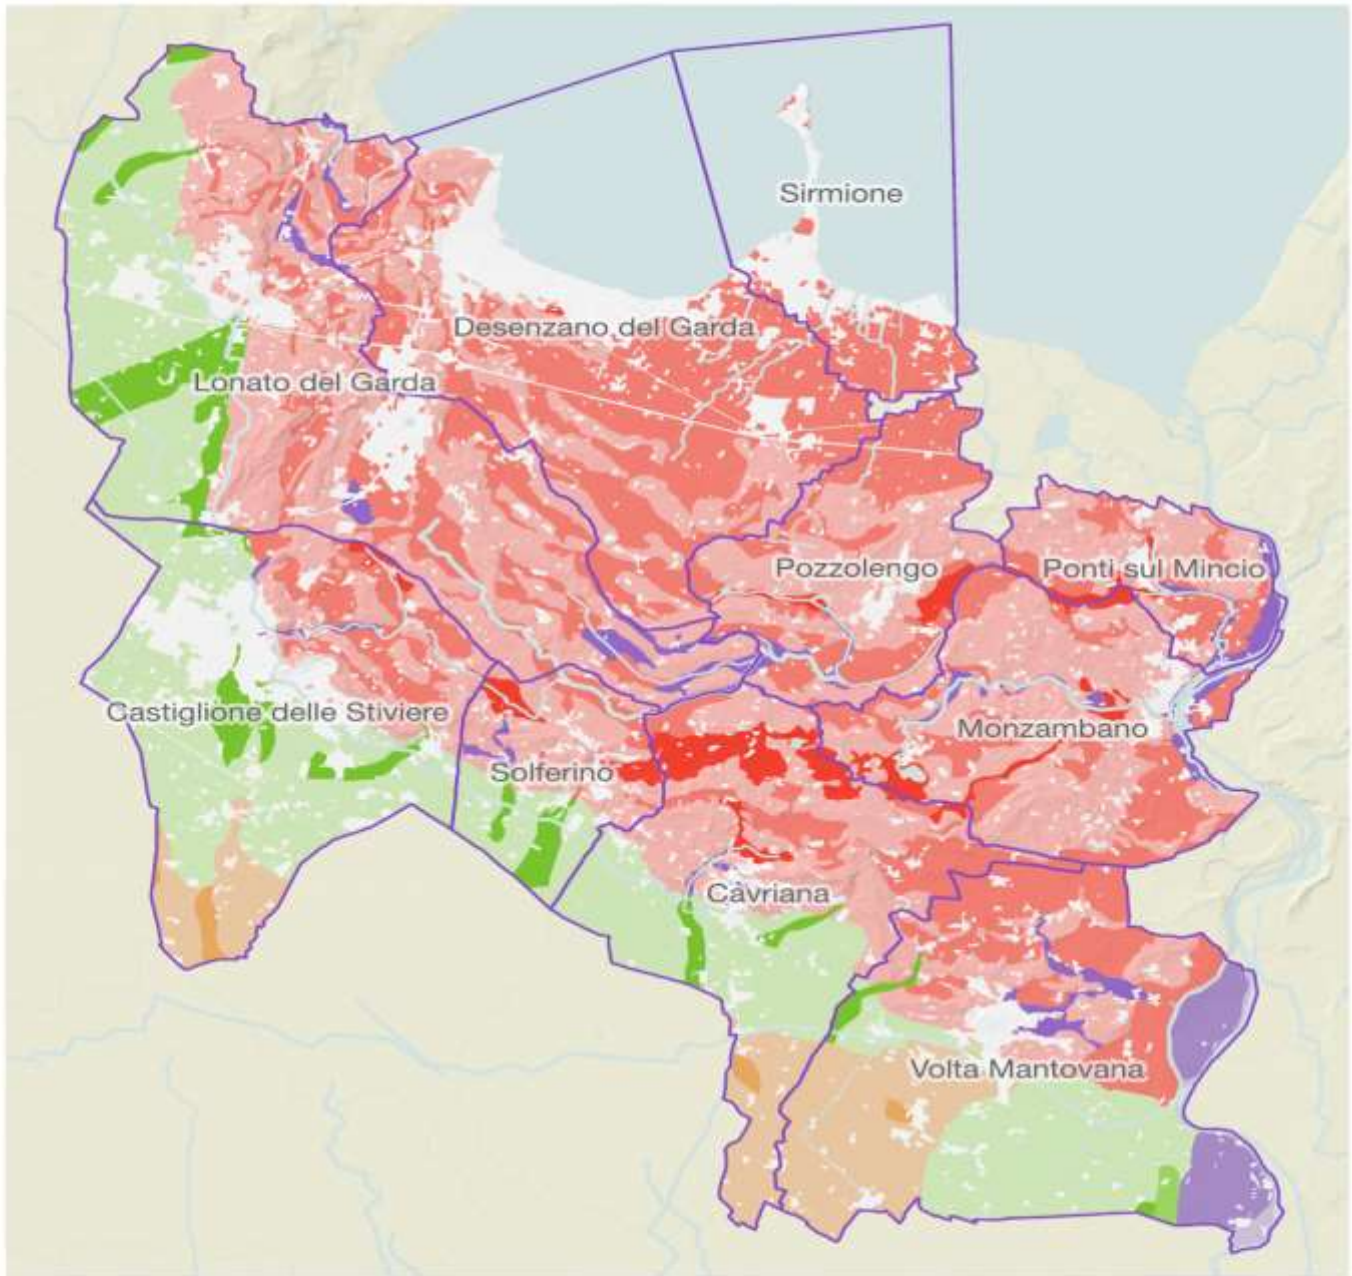 Sirmione
Desenzano del Garda
Lonato del Garda
Pozzolengo
Ponti sul Mincio
Castiglione delle Stiviere
Monzambano
Solferino
Cavriana
Volta Mantovana